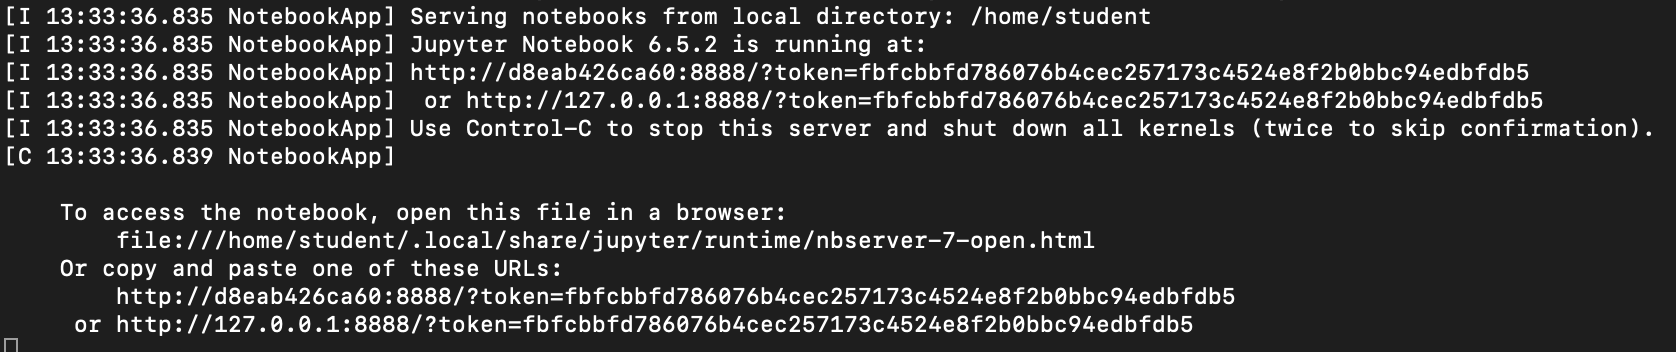 [I 13:33:36.835 NotebookApp] Serving notebooks from local directory: /home/student
[I 13:33:36.835 NotebookApp] Jupyter Notebook 6.5.2 is running at:
[I 13:33:36.835 NotebookApp] http://d8eab426ca60:8888/?token=fbfcbbfd786076b4cec257173c4524e8f2b0bbc94edbfdb5
[I 13:33:36.835 NotebookApp]  or http://127.0.0.1:8888/?token=fbfcbbfd786076b4cec257173c4524e8f2b0bbc94edbfdb5
[I 13:33:36.835 NotebookApp] Use Control-C to stop this server and shut down all kernels (twice to skip confirmation).
[C 13:33:36.839 NotebookApp]
To access the notebook, open this file in a browser:
file:///home/student/.local/share/jupyter/runtime/nbserver-7-open.html
Or copy and paste one of these URLs:
http://d8eab426ca60:8888/?token=fbfcbbfd786076b4cec257173c4524e8f2b0bbc94edbfdb5
or http://127.0.0.1:8888/?token=fbfcbbfd786076b4cec257173c4524e8f2b0bbc94edbfdb5